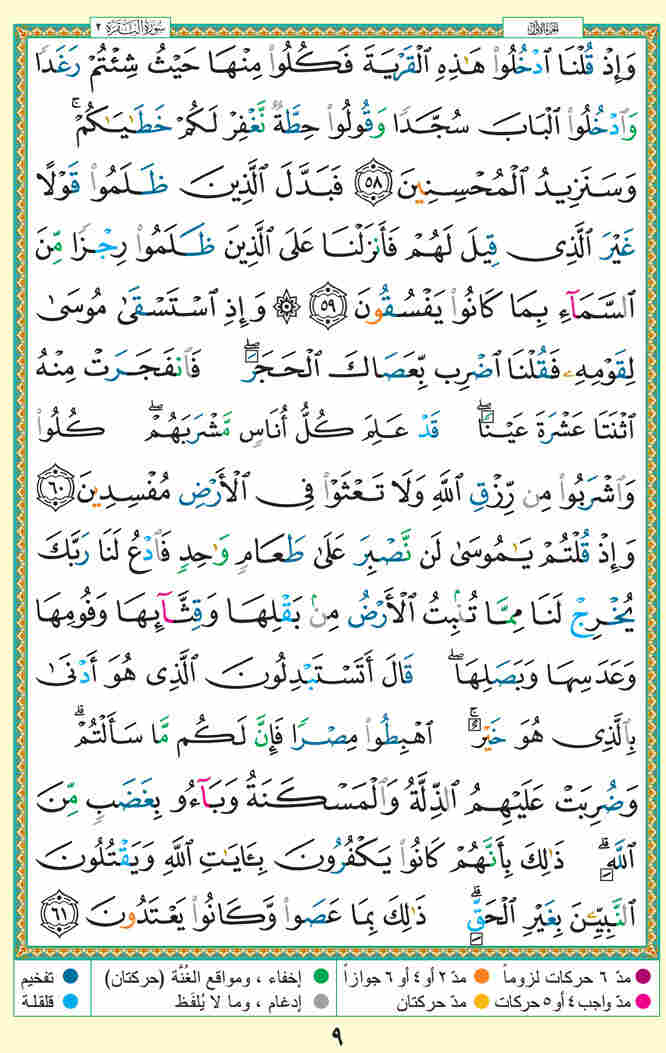 الجزء الأول
سورة البقرة ٢
وَإِذْ قُلْنَا ٱدْخُلُوا۟ هَـٰذِهِ ٱلْقَرْيَةَ فَكُلُوا۟ مِنْهَا حَيْثُ شِئْتُمْ رَغَدًا
وَٱدْخُلُوا۟ ٱلْبَابَ سُجَّدًا وَقُولُوا۟ حِطَّةٌ نَّغْفِرْ لَكُمْ خَطَـٰيَـٰكُمْ ۚ
وَسَنَزِيدُ ٱلْمُحْسِنِينَ ٥٨ فَبَدَّلَ ٱلَّذِينَ ظَلَمُوا۟ قَوْلًا
غَيْرَ ٱلَّذِى قِيلَ لَهُمْ فَأَنزَلْنَا عَلَى ٱلَّذِينَ ظَلَمُوا۟ رِجْزًا مِّنَ
ٱلسَّمَآءِ بِمَا كَانُوا۟ يَفْسُقُونَ ٥٩ ۞ وَإِذِ ٱسْتَسْقَىٰ مُوسَىٰ
لِقَوْمِهِۦ فَقُلْنَا ٱضْرِب بِّعَصَاكَ ٱلْحَجَرَ ۖ فَٱنفَجَرَتْ مِنْهُ
ٱثْنَتَا عَشْرَةَ عَيْنًا ۖ قَدْ عَلِمَ كُلُّ أُنَاسٍ مَّشْرَبَهُمْ ۖ كُلُوا۟
وَٱشْرَبُوا۟ مِن رِّزْقِ ٱللَّهِ وَلَا تَعْثَوْا۟ فِى ٱلْأَرْضِ مُفْسِدِينَ ٦٠
وَإِذْ قُلْتُمْ يَـٰمُوسَىٰ لَن نَّصْبِرَ عَلَىٰ طَعَامٍ وَٰحِدٍ فَٱدْعُ لَنَا رَبَّكَ
يُخْرِجْ لَنَا مِمَّا تُنۢبِتُ ٱلْأَرْضُ مِنۢ بَقْلِهَا وَقِثَّآئِهَا وَفُومِهَا
وَعَدَسِهَا وَبَصَلِهَا ۖ قَالَ أَتَسْتَبْدِلُونَ ٱلَّذِى هُوَ أَدْنَىٰ
بِٱلَّذِى هُوَ خَيْرٌ ۚ ٱهْبِطُوا۟ مِصْرًا فَإِنَّ لَكُم مَّا سَأَلْتُمْ ۗ
وَضُرِبَتْ عَلَيْهِمُ ٱلذِّلَّةُ وَٱلْمَسْكَنَةُ وَبَآءُو بِغَضَبٍ مِّنَ
ٱللَّهِ ۗ ذَٰلِكَ بِأَنَّهُمْ كَانُوا۟ يَكْفُرُونَ بِـَٔايَـٰتِ ٱللَّهِ وَيَقْتُلُونَ
ٱلنَّبِيِّـۧنَ بِغَيْرِ ٱلْحَقِّ ۗ ذَٰلِكَ بِمَا عَصَوا۟ وَّكَانُوا۟ يَعْتَدُونَ ٦١
مدّ ٦ حركات لزوماً مدّ ٢ أو ٤ أو ٦ جوازاً إخفاء ، ومواقع الغُنَّة (حركتان) تفخيم
مدّ واجب ٤ أو ٥ حركات مدّ حركتان إدغام ، وما لا يُلفَظ قلقلة
٩